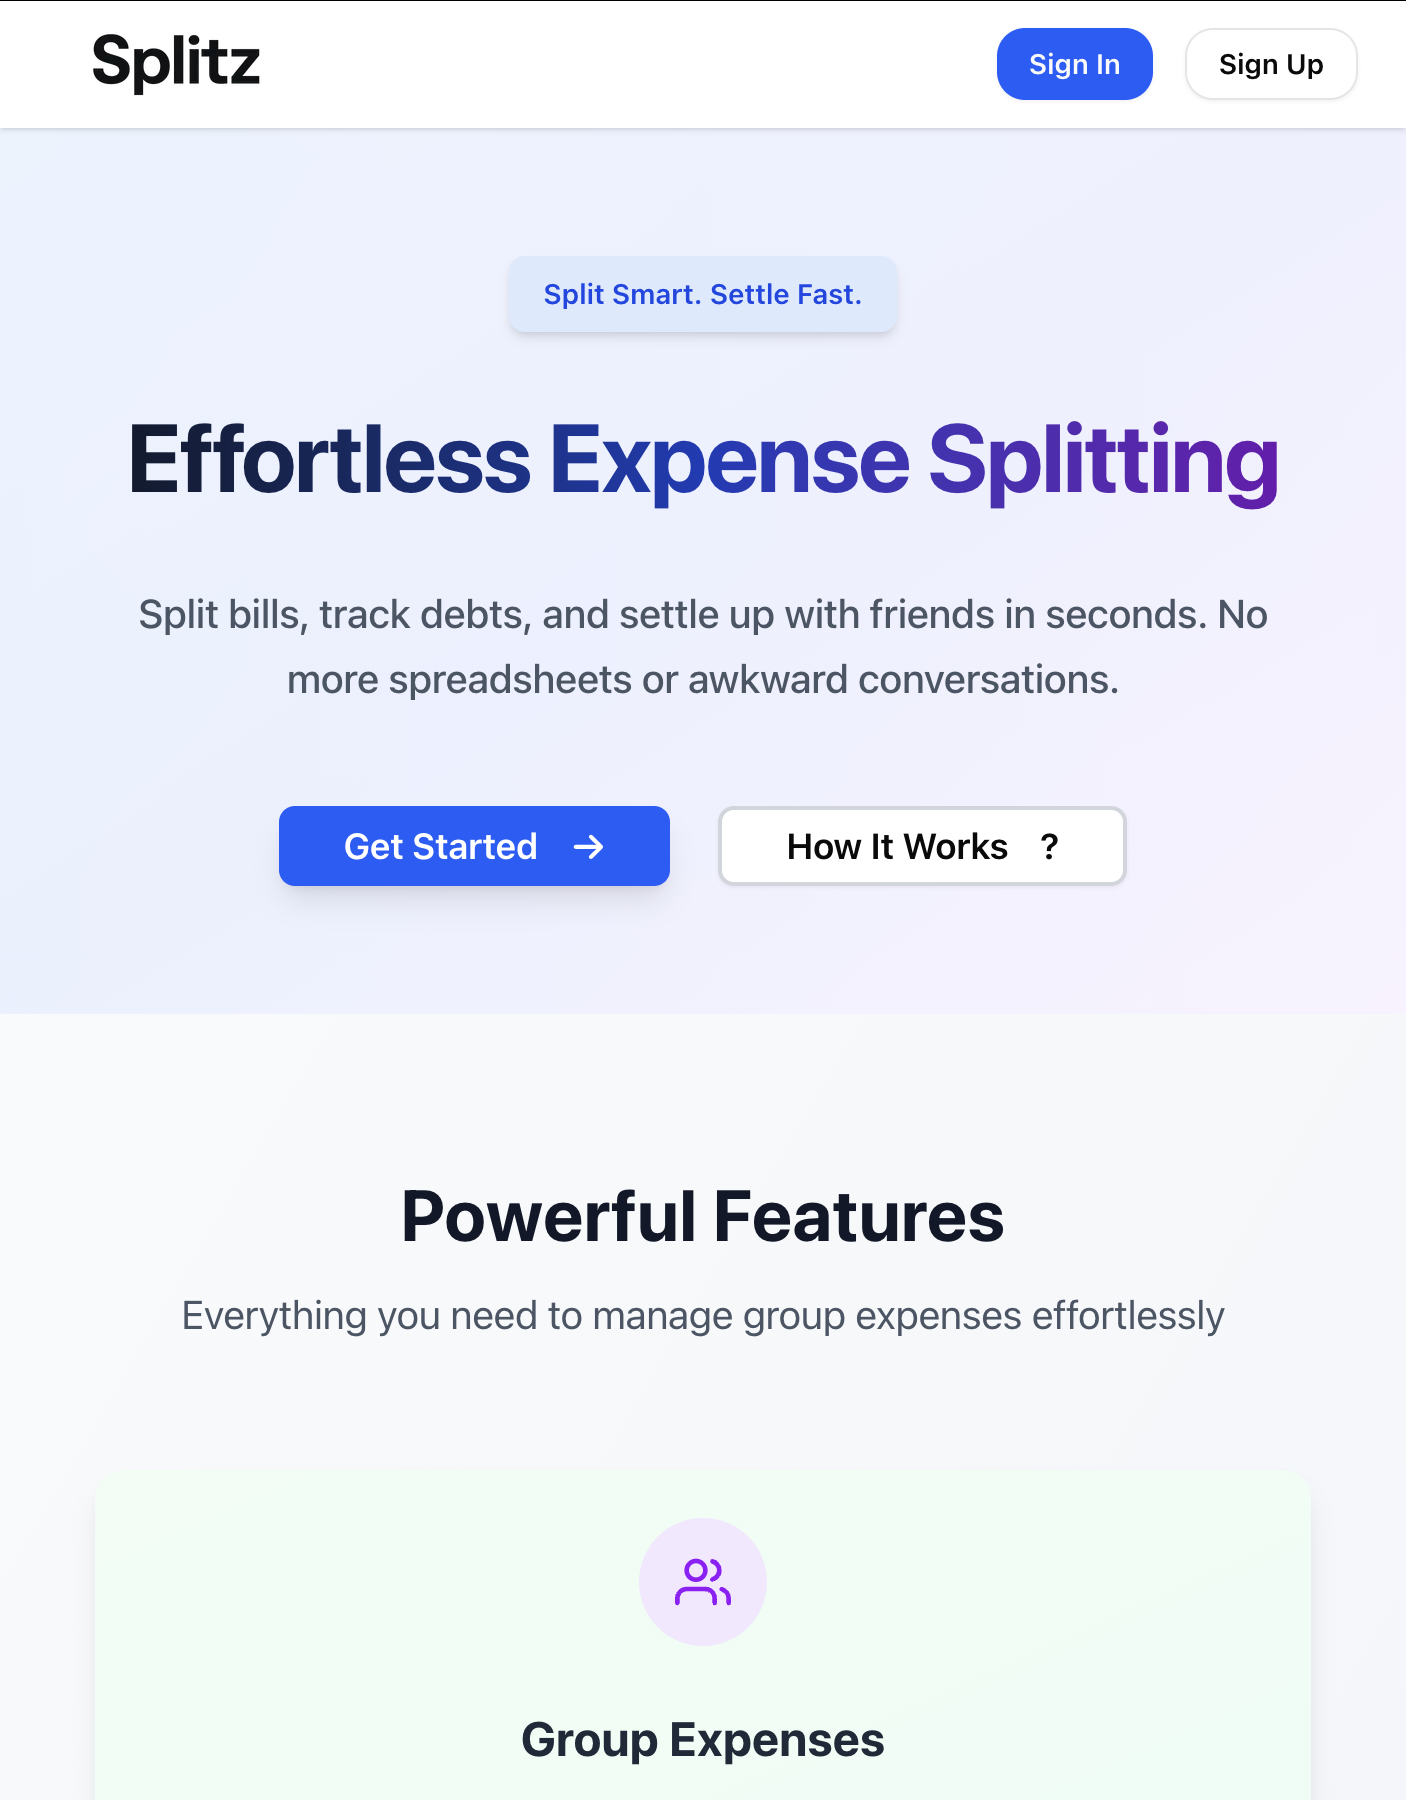 Splitz
Sign In
Sign Up
Split Smart. Settle Fast.
Effortless Expense Splitting
Split bills, track debts, and settle up with friends in seconds. No
more spreadsheets or awkward conversations.
Get Started →
How It Works ?
Powerful Features
Everything you need to manage group expenses effortlessly
Group Expenses